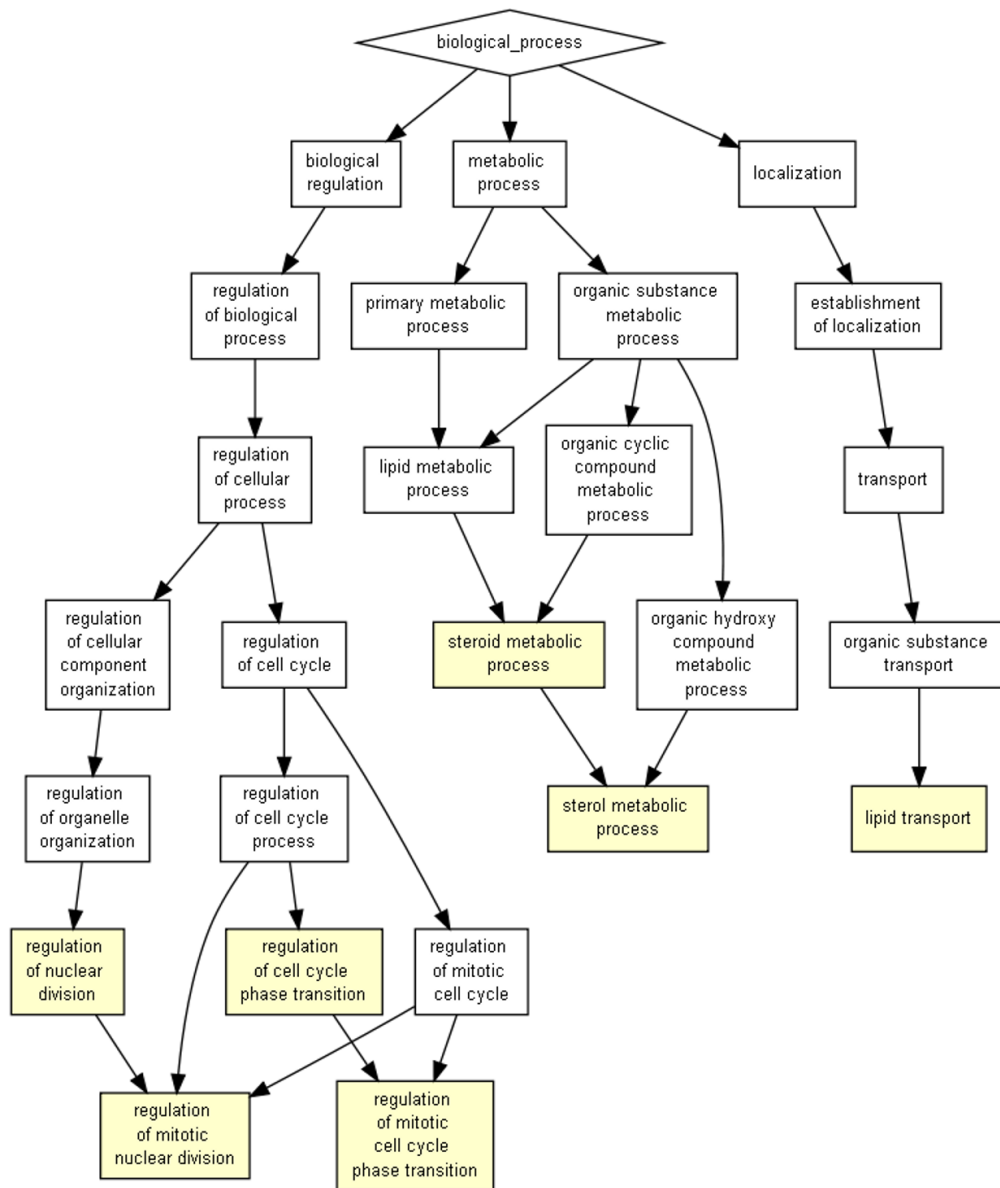 biological_process
biological
regulation
metabolic
process
localization
regulation
of biological
process
primary metabolic
process
organic substance
metabolic
process
establishment
of localization
regulation
of cellular
process
lipid metabolic
process
organic cyclic
compound
metabolic
process
transport
regulation
of cellular
component
organization
regulation
of cell cycle
steroid metabolic
process
organic hydroxy
compound
metabolic
process
organic substance
transport
regulation
of organelle
organization
regulation
of cell cycle
process
sterol metabolic
process
lipid transport
regulation
of nuclear
division
regulation
of cell cycle
phase transition
regulation
of mitotic
cell cycle
regulation
of mitotic
nuclear division
regulation
of mitotic
cell cycle
phase transition